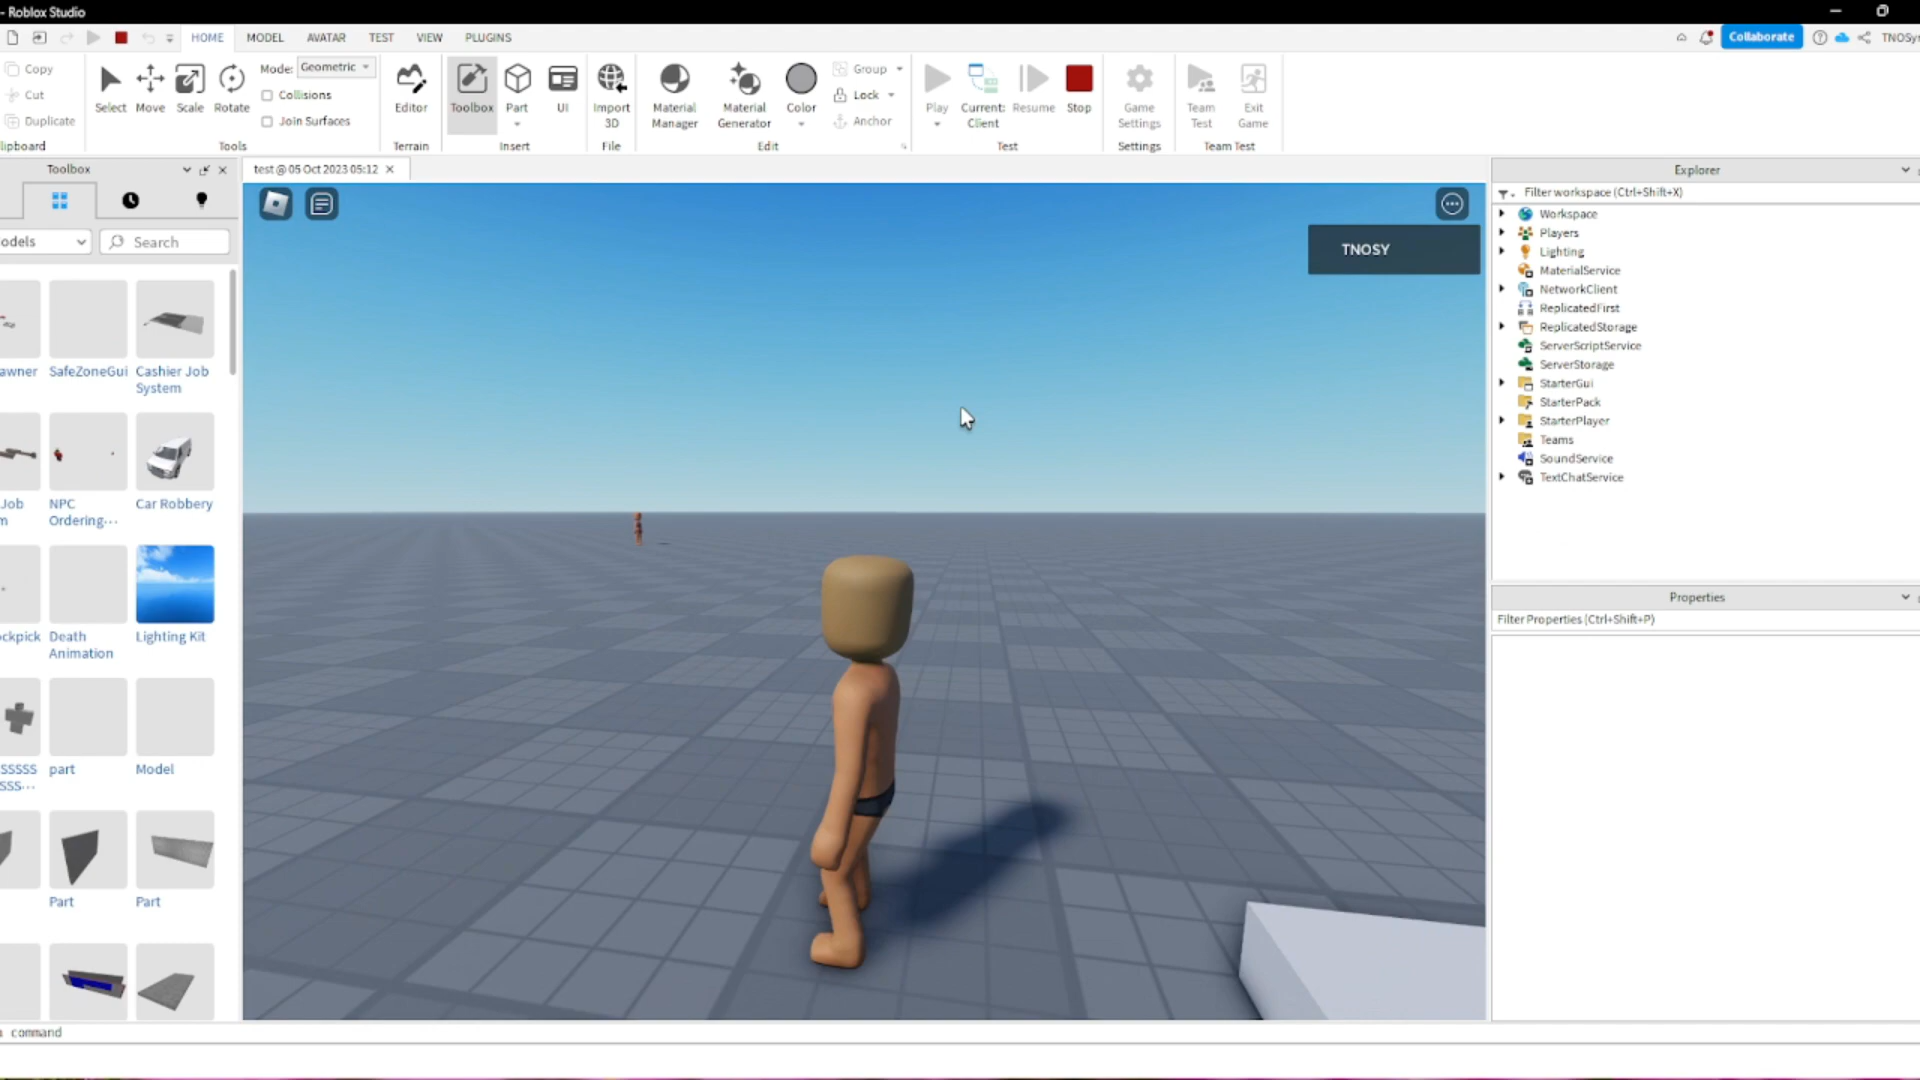 - Roblox Studio
HOME MODEL AVATAR TEST VIEW PLUGINS
Collaborate
Copy
Cut
Duplicate
Select Move Scale Rotate
Mode: Geometric
Collisions
Join Surfaces
Editor
Toolbox
Part
UI
Import 3D
Material Manager
Material Generator
Color
Group
Lock
Anchor
Play
Current: Client
Resume
Stop
Game Settings
Team Test
Exit Game
lipboard Tools Terrain Insert File Edit Test Settings Team Test
Toolbox
odels
Search
awner
SafeZoneGui
Cashier Job System
Job
m
NPC Ordering...
Car Robbery
ockpick
Death Animation
Lighting Kit
SSSSS
SSS...
part
Model
Part
Part
command
test @ 05 Oct 2023 05:12
TNOSY
Explorer
Filter workspace (Ctrl+Shift+X)
Workspace
Players
Lighting
MaterialService
NetworkClient
ReplicatedFirst
ReplicatedStorage
ServerScriptService
ServerStorage
StarterGui
StarterPack
StarterPlayer
Teams
SoundService
TextChatService
Properties
Filter Properties (Ctrl+Shift+P)